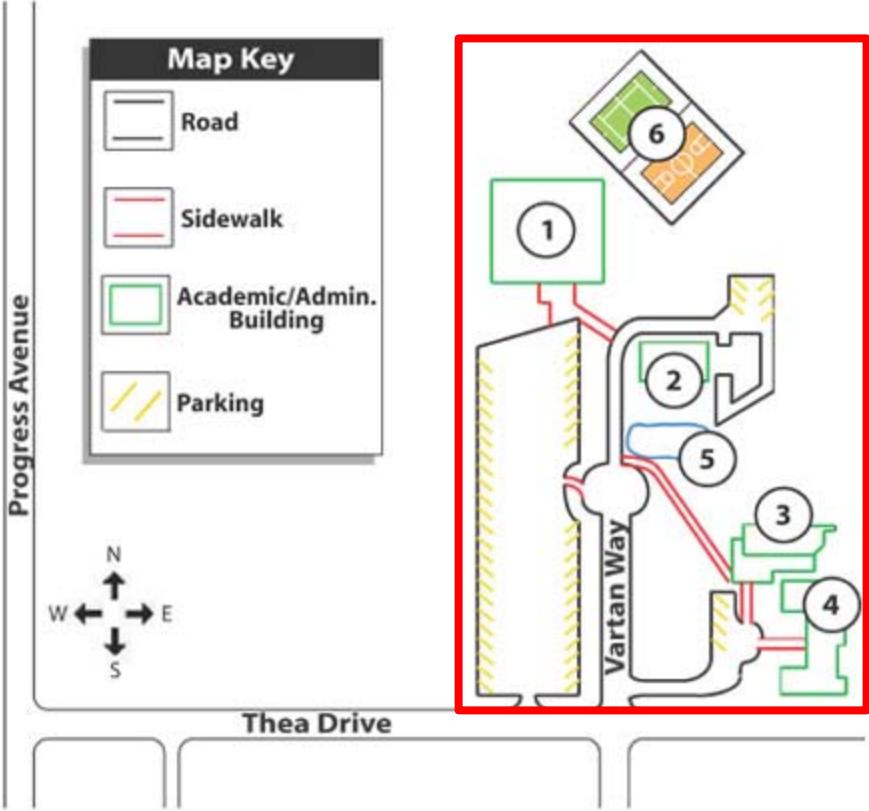 Map Key
Road
Sidewalk
Academic/Admin.
Building
Parking
Progress Avenue
N
W
E
S
6
1
2
5
3
4
Vartan Way
Thea Drive